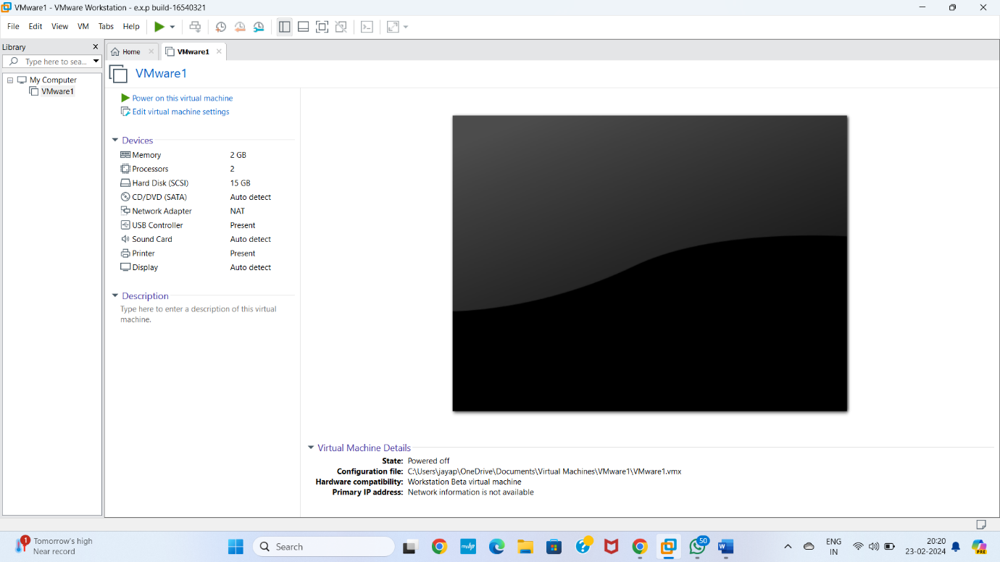 VMware1 - VMware Workstation - e.x.p build-16540321
File Edit View VM Tabs Help
Library
Type here to sea...
My Computer
VMware1
Home
VMware1
VMware1
Power on this virtual machine
Edit virtual machine settings
Devices
Memory 2 GB
Processors 2
Hard Disk (SCSI) 15 GB
CD/DVD (SATA) Auto detect
Network Adapter NAT
USB Controller Present
Sound Card Auto detect
Printer Present
Display Auto detect
Description
Type here to enter a description of this virtual
machine.
Virtual Machine Details
State: Powered off
Configuration file: C:\Users\jayap\OneDrive\Documents\Virtual Machines\VMware1\VMware1.vmx
Hardware compatibility: Workstation Beta virtual machine
Primary IP address: Network information is not available
1
Tomorrow's high
Near record
Search
myhp
50
W
ENG
IN
20:20
23-02-2024
PRE